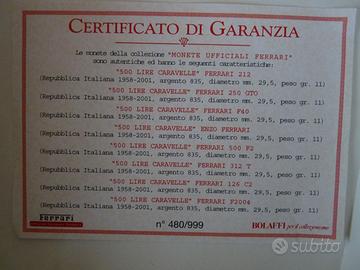 CERTIFICATO DI GARANZIA
Le monete della collezione "MONETE UFFICIALI FERRARI"
sono autentiche ed hanno le seguenti caratteristiche:
"500 LIRE CARAVELLE" FERRARI 212
(Repubblica Italiana 1958-2001, argento 835, diametro mm. 29,5, peso gr. 11)
"500 LIRE CARAVELLE" FERRARI 250 GTO
(Repubblica Italiana 1958-2001, argento 835, diametro mm. 29,5, peso gr. 11)
"500 LIRE CARAVELLE" FERRARI F40
(Repubblica Italiana 1958-2001, argento 835, diametro mm. 29,5, peso gr. 11)
"500 LIRE CARAVELLE" ENZO FERRARI
(Repubblica Italiana 1958-2001, argento 835, diametro mm. 29,5, peso gr. 11)
"500 LIRE CARAVELLE" FERRARI 500 F2
(Repubblica Italiana 1958-2001, argento 835, diametro mm. 29,5, peso gr. 11)
"500 LIRE CARAVELLE" FERRARI 312 T
(Repubblica Italiana 1958-2001, argento 835, diametro mm. 29,5, peso gr. 11)
"500 LIRE CARAVELLE" FERRARI 126 C2
(Repubblica Italiana 1958-2001, argento 835, diametro mm. 29,5, peso gr. 11)
"500 LIRE CARAVELLE" FERRARI F2004
(Repubblica Italiana 1958-2001, argento 835, diametro mm. 29,5, peso gr. 11)
Ferrari
n° 480/999
BOLAFFI per il collezionismo
subito